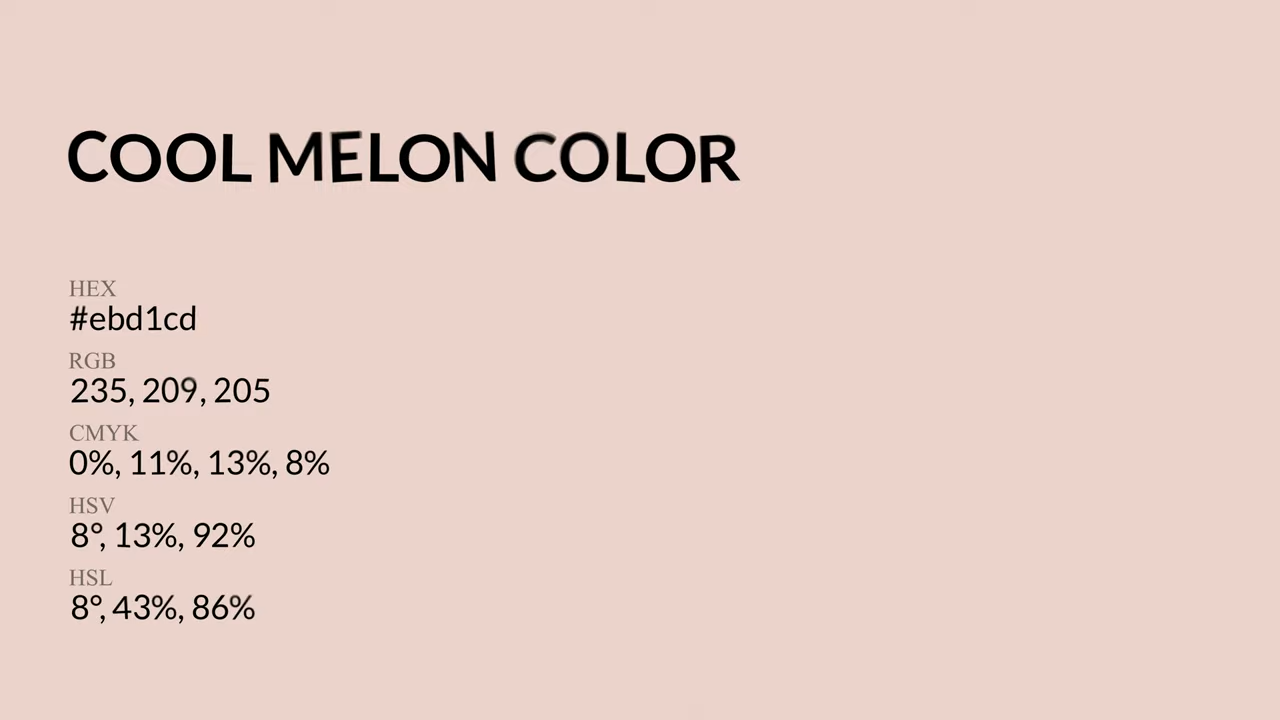 COOL MELON COLOR
HEX
#ebd1cd
RGB
235, 209, 205
CMYK
0%, 11%, 13%, 8%
HSV
8°, 13%, 92%
HSL
8°, 43%, 86%